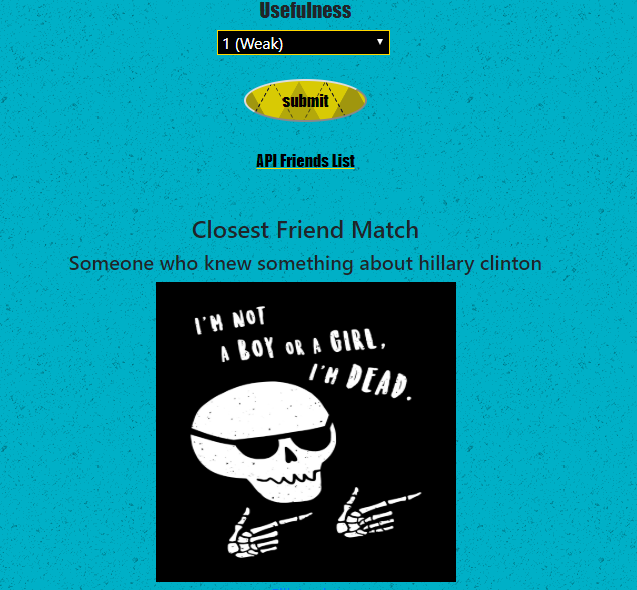 Usefulness
1 (Weak)
submit
API Friends List
Closest Friend Match
Someone who knew something about hillary clinton
I'M NOT
A BOY OR A GIRL,
I'M DEAD.